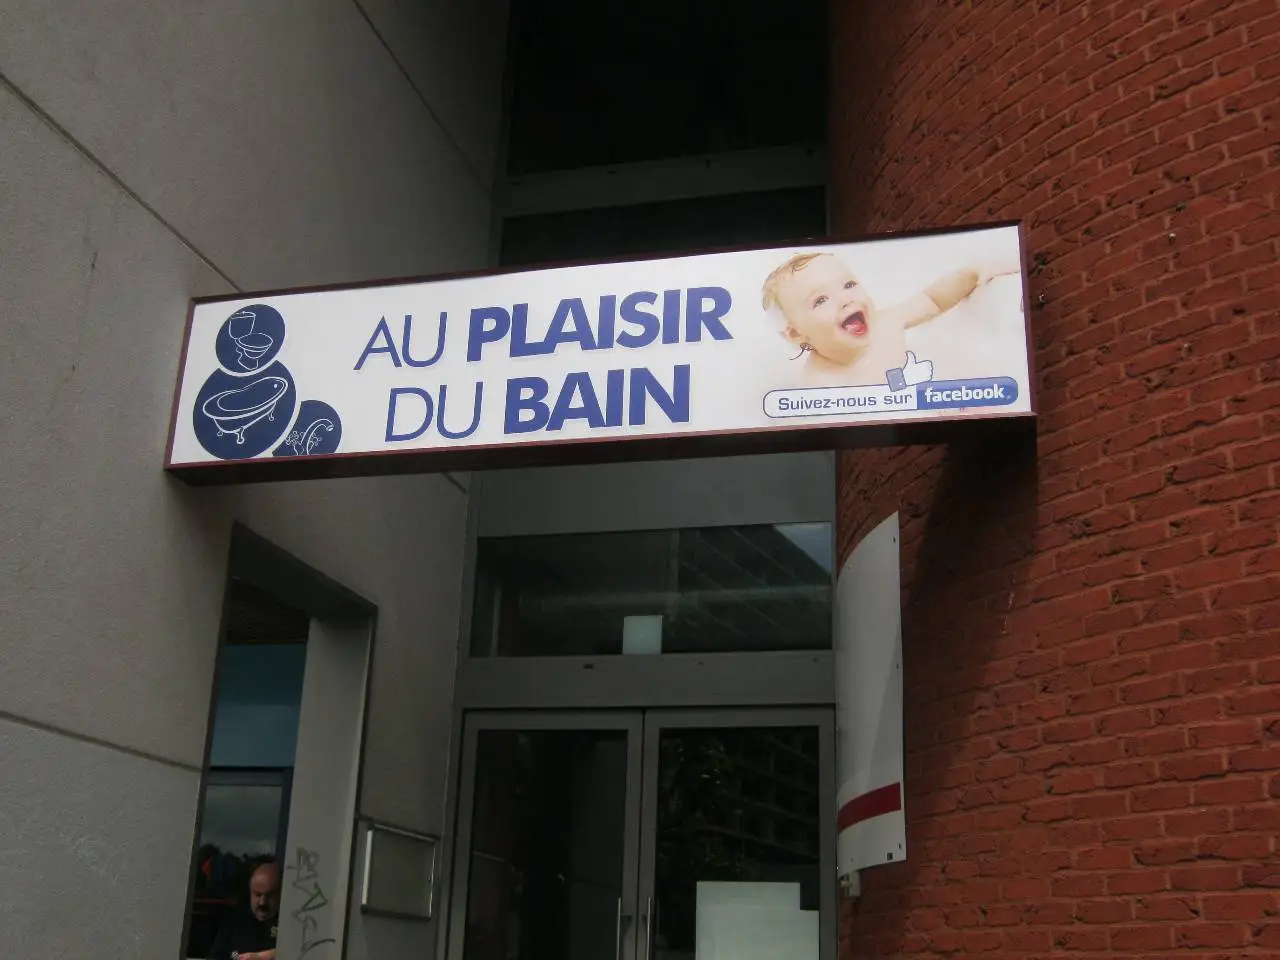 AU PLAISIR
DU BAIN
Suivez-nous sur facebook